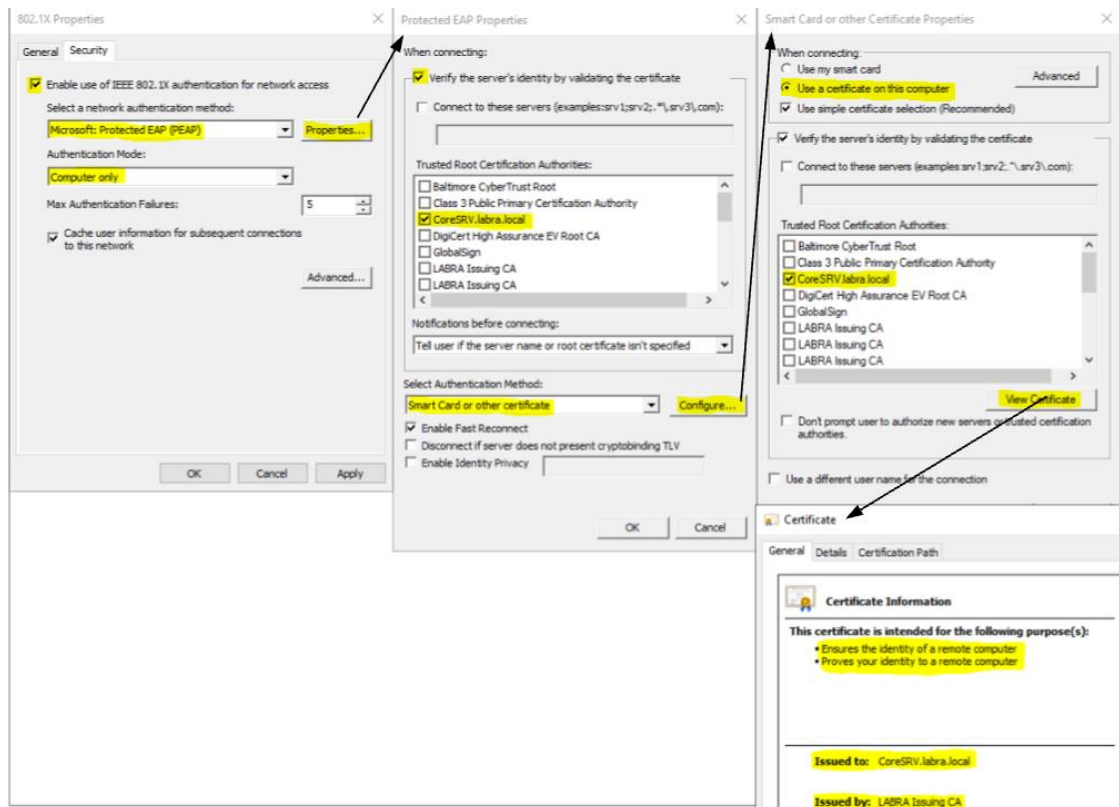 802.1X Properties
General Security
Enable use of IEEE 802.1X authentication for network access
Select a network authentication method:
Microsoft: Protected EAP (PEAP) Properties...
Authentication Mode:
Computer only
Max Authentication Failures: 5
Cache user information for subsequent connections
to this network
Advanced...
OK Cancel Apply
Protected EAP Properties
When connecting:
Verify the server's identity by validating the certificate
Connect to these servers (examples:srv1;srv2;.*\.srv3\.com):
Trusted Root Certification Authorities:
Baltimore CyberTrust Root
Class 3 Public Primary Certification Authority
CoreSRV.labra.local
DigiCert High Assurance EV Root CA
GlobalSign
LABRA Issuing CA
LABRA Issuing CA
Notifications before connecting:
Tell user if the server name or root certificate isn't specified
Select Authentication Method:
Smart Card or other certificate Configure...
Enable Fast Reconnect
Disconnect if server does not present cryptobinding TLV
Enable Identity Privacy
OK Cancel
Smart Card or other Certificate Properties
When connecting:
Use my smart card
Advanced
Use a certificate on this computer
Use simple certificate selection (Recommended)
Verify the server's identity by validating the certificate
Connect to these servers (examples:srv1;srv2;.*\.srv3\.com):
Trusted Root Certification Authorities:
Baltimore CyberTrust Root
Class 3 Public Primary Certification Authority
CoreSRV.labra.local
DigiCert High Assurance EV Root CA
GlobalSign
LABRA Issuing CA
LABRA Issuing CA
LABRA Issuing CA
View Certificate
Don't prompt user to authorize new servers or trusted certification
authorities.
Use a different user name for the connection
Certificate
General Details Certification Path
Certificate Information
This certificate is intended for the following purpose(s):
• Ensures the identity of a remote computer
• Proves your identity to a remote computer
Issued to: CoreSRV.labra.local
Issued by: LABRA Issuing CA